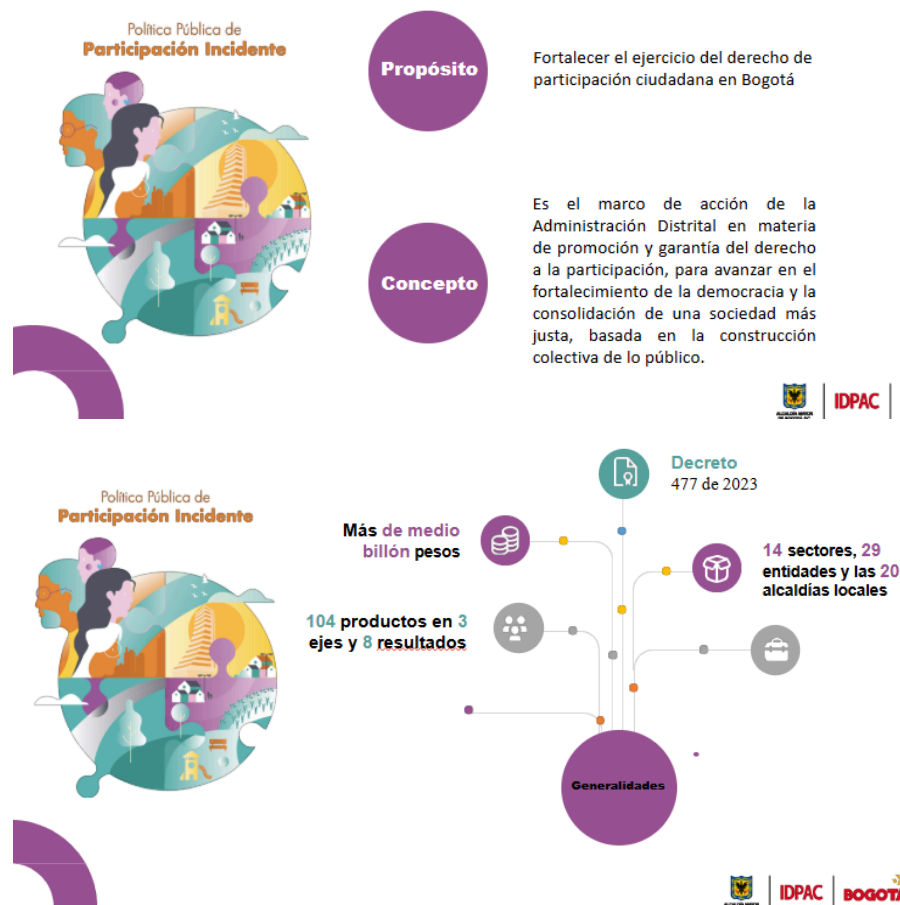 Política Pública de
Participación Incidente
Propósito
Fortalecer el ejercicio del derecho de
participación ciudadana en Bogotá
Concepto
Es el marco de acción de la
Administración Distrital en materia
de promoción y garantía del derecho
a la participación, para avanzar en el
fortalecimiento de la democracia y la
consolidación de una sociedad más
justa, basada en la construcción
colectiva de lo público.
IDPAC
Política Pública de
Participación Incidente
Decreto
477 de 2023
Más de medio
billón pesos
14 sectores, 29
entidades y las 20
alcaldías locales
104 productos en 3
ejes y 8 resultados
Generalidades
IDPAC
BOGOTÁ